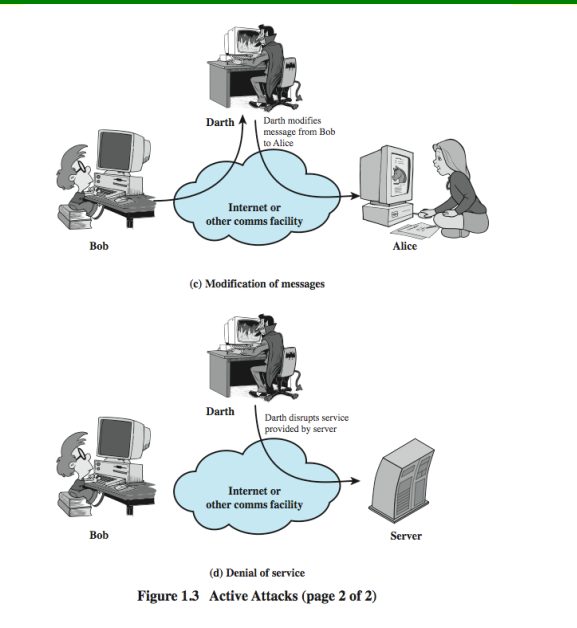 Darth
Darth modifies
message from Bob
to Alice
Internet or
other comms facility
Bob
Alice
(c) Modification of messages
Darth
Darth disrupts service
provided by server
Internet or
other comms facility
Bob
Server
(d) Denial of service
Figure 1.3 Active Attacks (page 2 of 2)